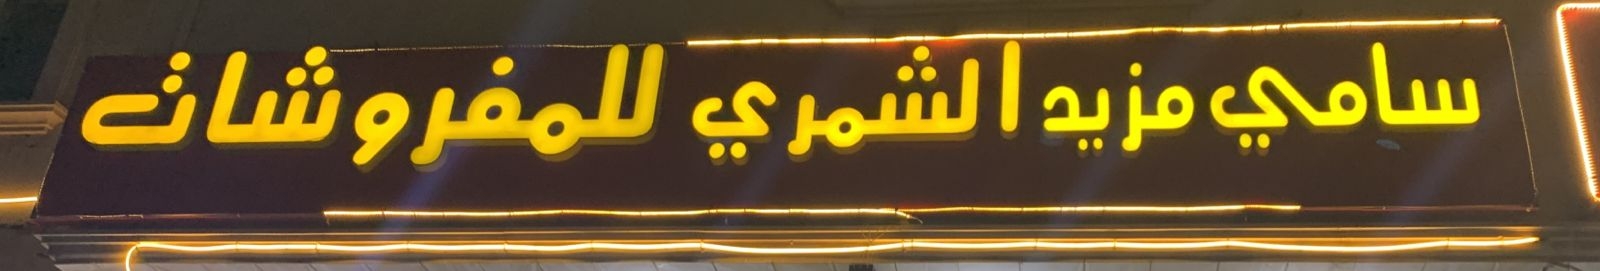 سامي مزيد الشمري للمفروشات